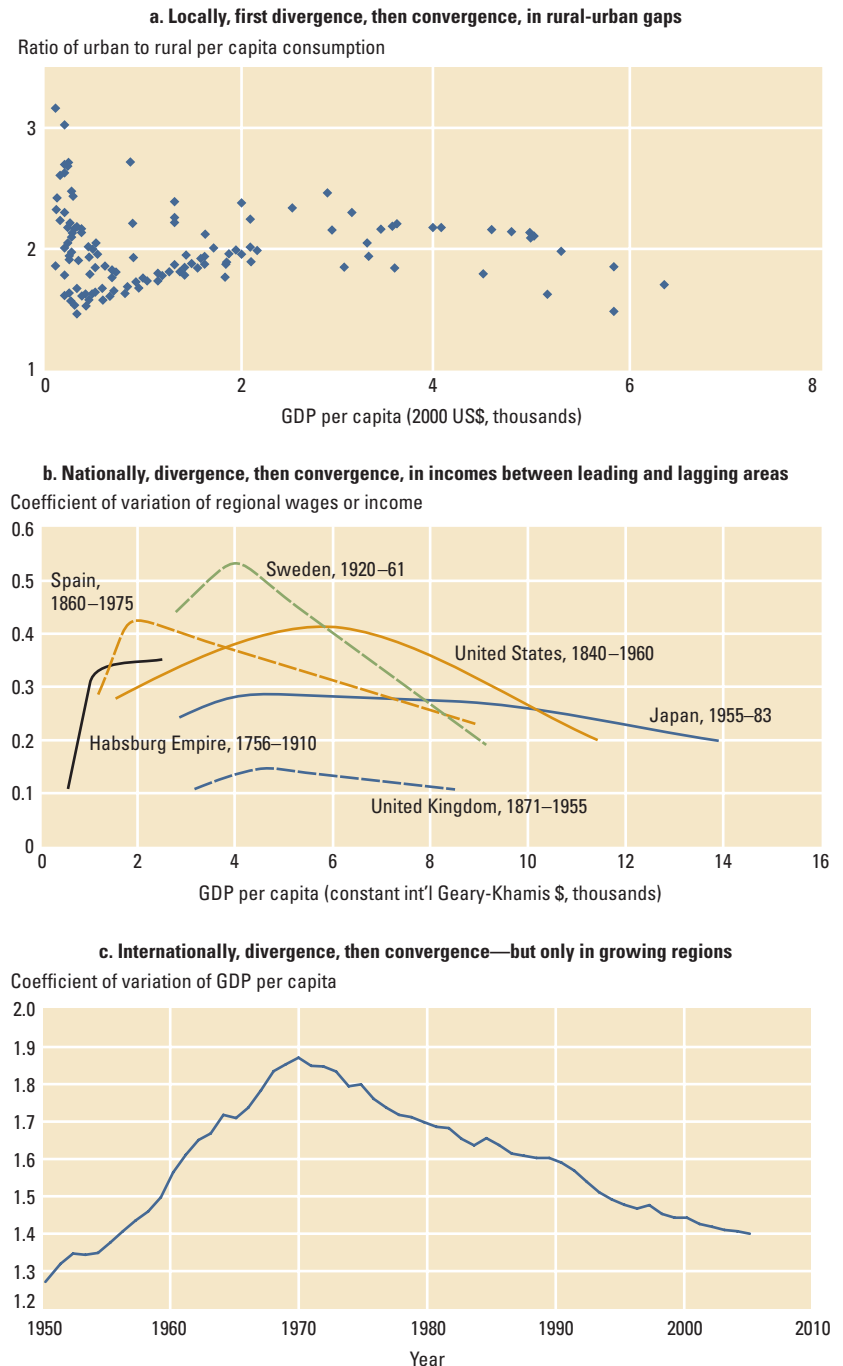 a. Locally, first divergence, then convergence, in rural-urban gaps
Ratio of urban to rural per capita consumption
3
2
1
0 2 4 6 8
GDP per capita (2000 US$, thousands)
b. Nationally, divergence, then convergence, in incomes between leading and lagging areas
Coefficient of variation of regional wages or income
0.6
0.5
0.4
0.3
0.2
0.1
0
Spain,
1860–1975
Sweden, 1920–61
United States, 1840–1960
Japan, 1955–83
Habsburg Empire, 1756–1910
United Kingdom, 1871–1955
0 2 4 6 8 10 12 14 16
GDP per capita (constant int'l Geary-Khamis $, thousands)
c. Internationally, divergence, then convergence—but only in growing regions
Coefficient of variation of GDP per capita
2.0
1.9
1.8
1.7
1.6
1.5
1.4
1.3
1.2
1950 1960 1970 1980 1990 2000 2010
Year